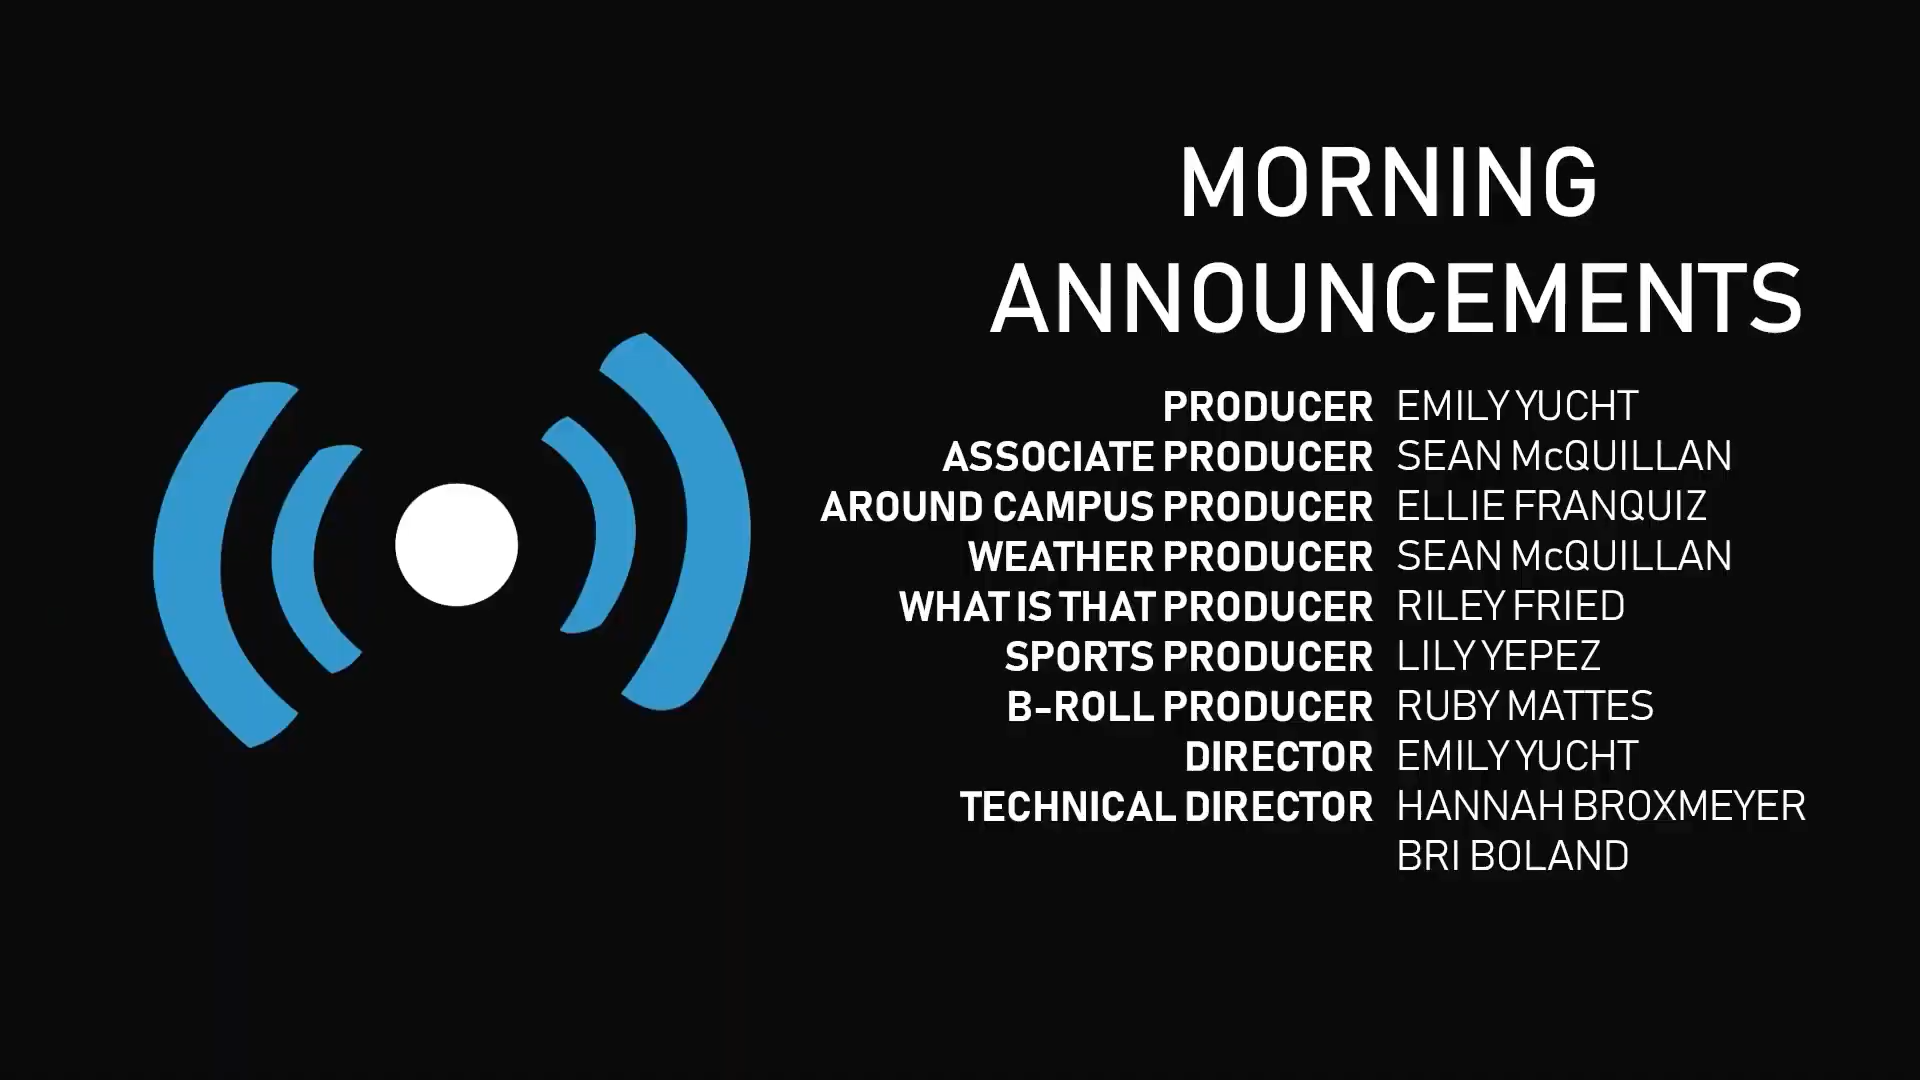 MORNING
ANNOUNCEMENTS
PRODUCER EMILY YUCHT
ASSOCIATE PRODUCER SEAN McQUILLAN
AROUND CAMPUS PRODUCER ELLIE FRANQUIZ
WEATHER PRODUCER SEAN McQUILLAN
WHAT IS THAT PRODUCER RILEY FRIED
SPORTS PRODUCER LILY YEPEZ
B-ROLL PRODUCER RUBY MATTES
DIRECTOR EMILY YUCHT
TECHNICAL DIRECTOR HANNAH BROXMEYER
BRI BOLAND